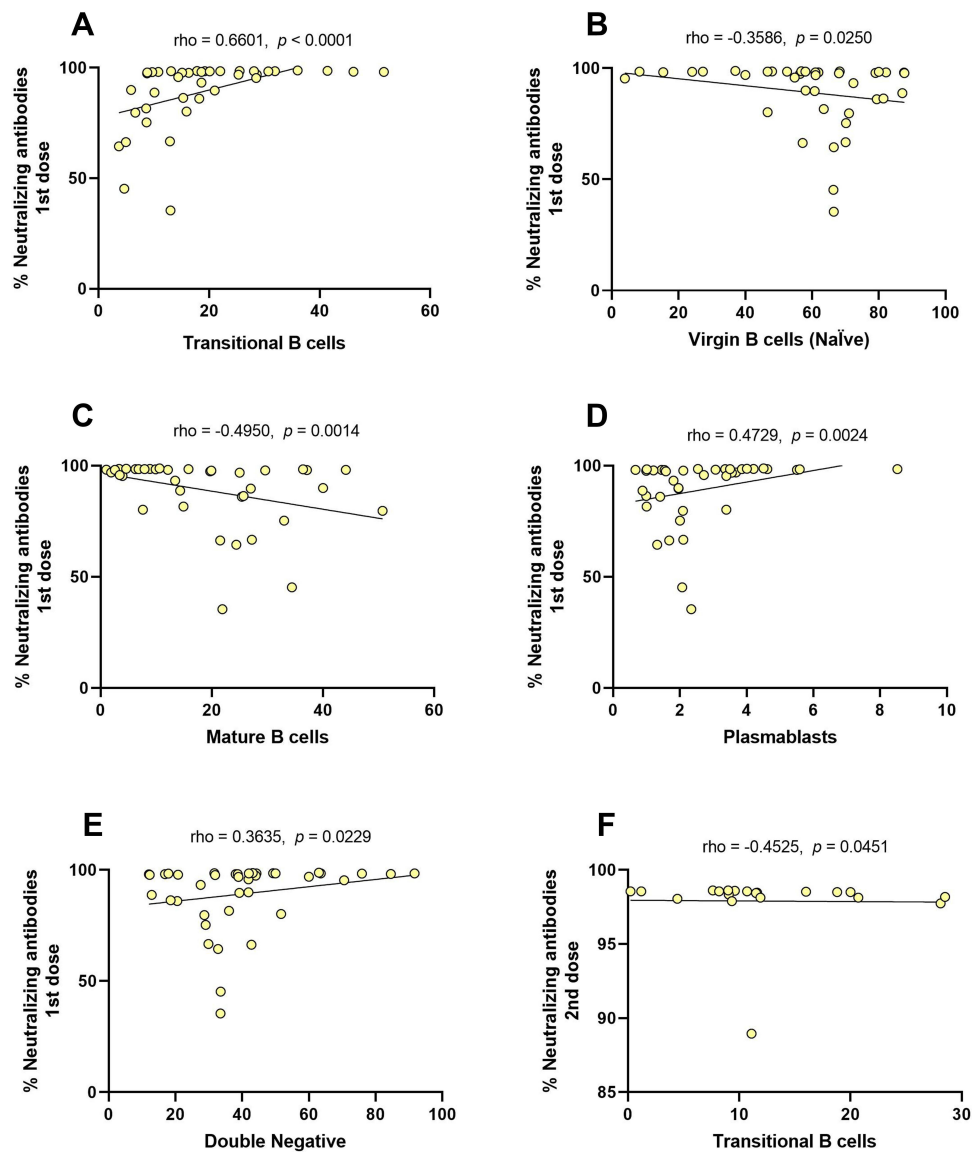 A
rho = 0.6601, p < 0.0001
% Neutralizing antibodies
1st dose
100
50
0
0 20 40 60
Transitional B cells
B
rho = -0.3586, p = 0.0250
% Neutralizing antibodies
1st dose
100
50
0
0 20 40 60 80 100
Virgin B cells (NaÏve)
C
rho = -0.4950, p = 0.0014
% Neutralizing antibodies
1st dose
100
50
0
0 20 40 60
Mature B cells
D
rho = 0.4729, p = 0.0024
% Neutralizing antibodies
1st dose
100
50
0
0 2 4 6 8 10
Plasmablasts
E
rho = 0.3635, p = 0.0229
% Neutralizing antibodies
1st dose
100
50
0
0 20 40 60 80 100
Double Negative
F
rho = -0.4525, p = 0.0451
% Neutralizing antibodies
2nd dose
100
95
90
85
0 10 20 30
Transitional B cells